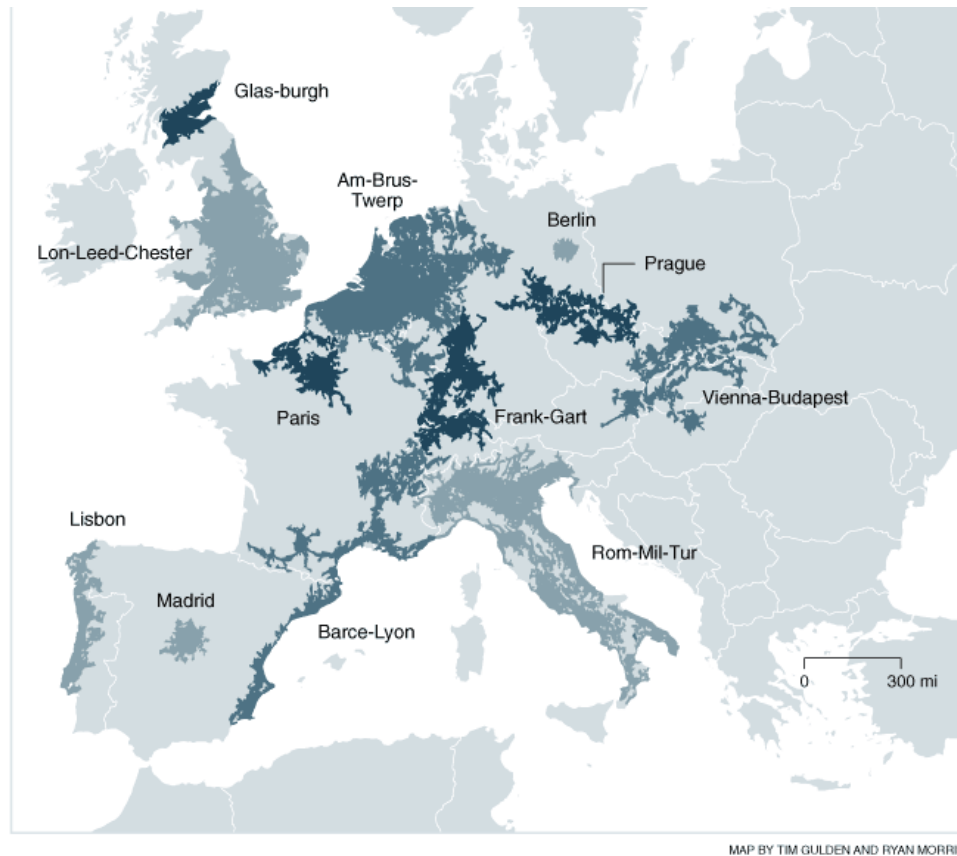 Glas-burgh
Am-Brus-
Twerp
Berlin
Lon-Leed-Chester
Prague
Vienna-Budapest
Paris
Frank-Gart
Lisbon
Rom-Mil-Tur
Madrid
Barce-Lyon
0 300 mi
MAP BY TIM GULDEN AND RYAN MORRI